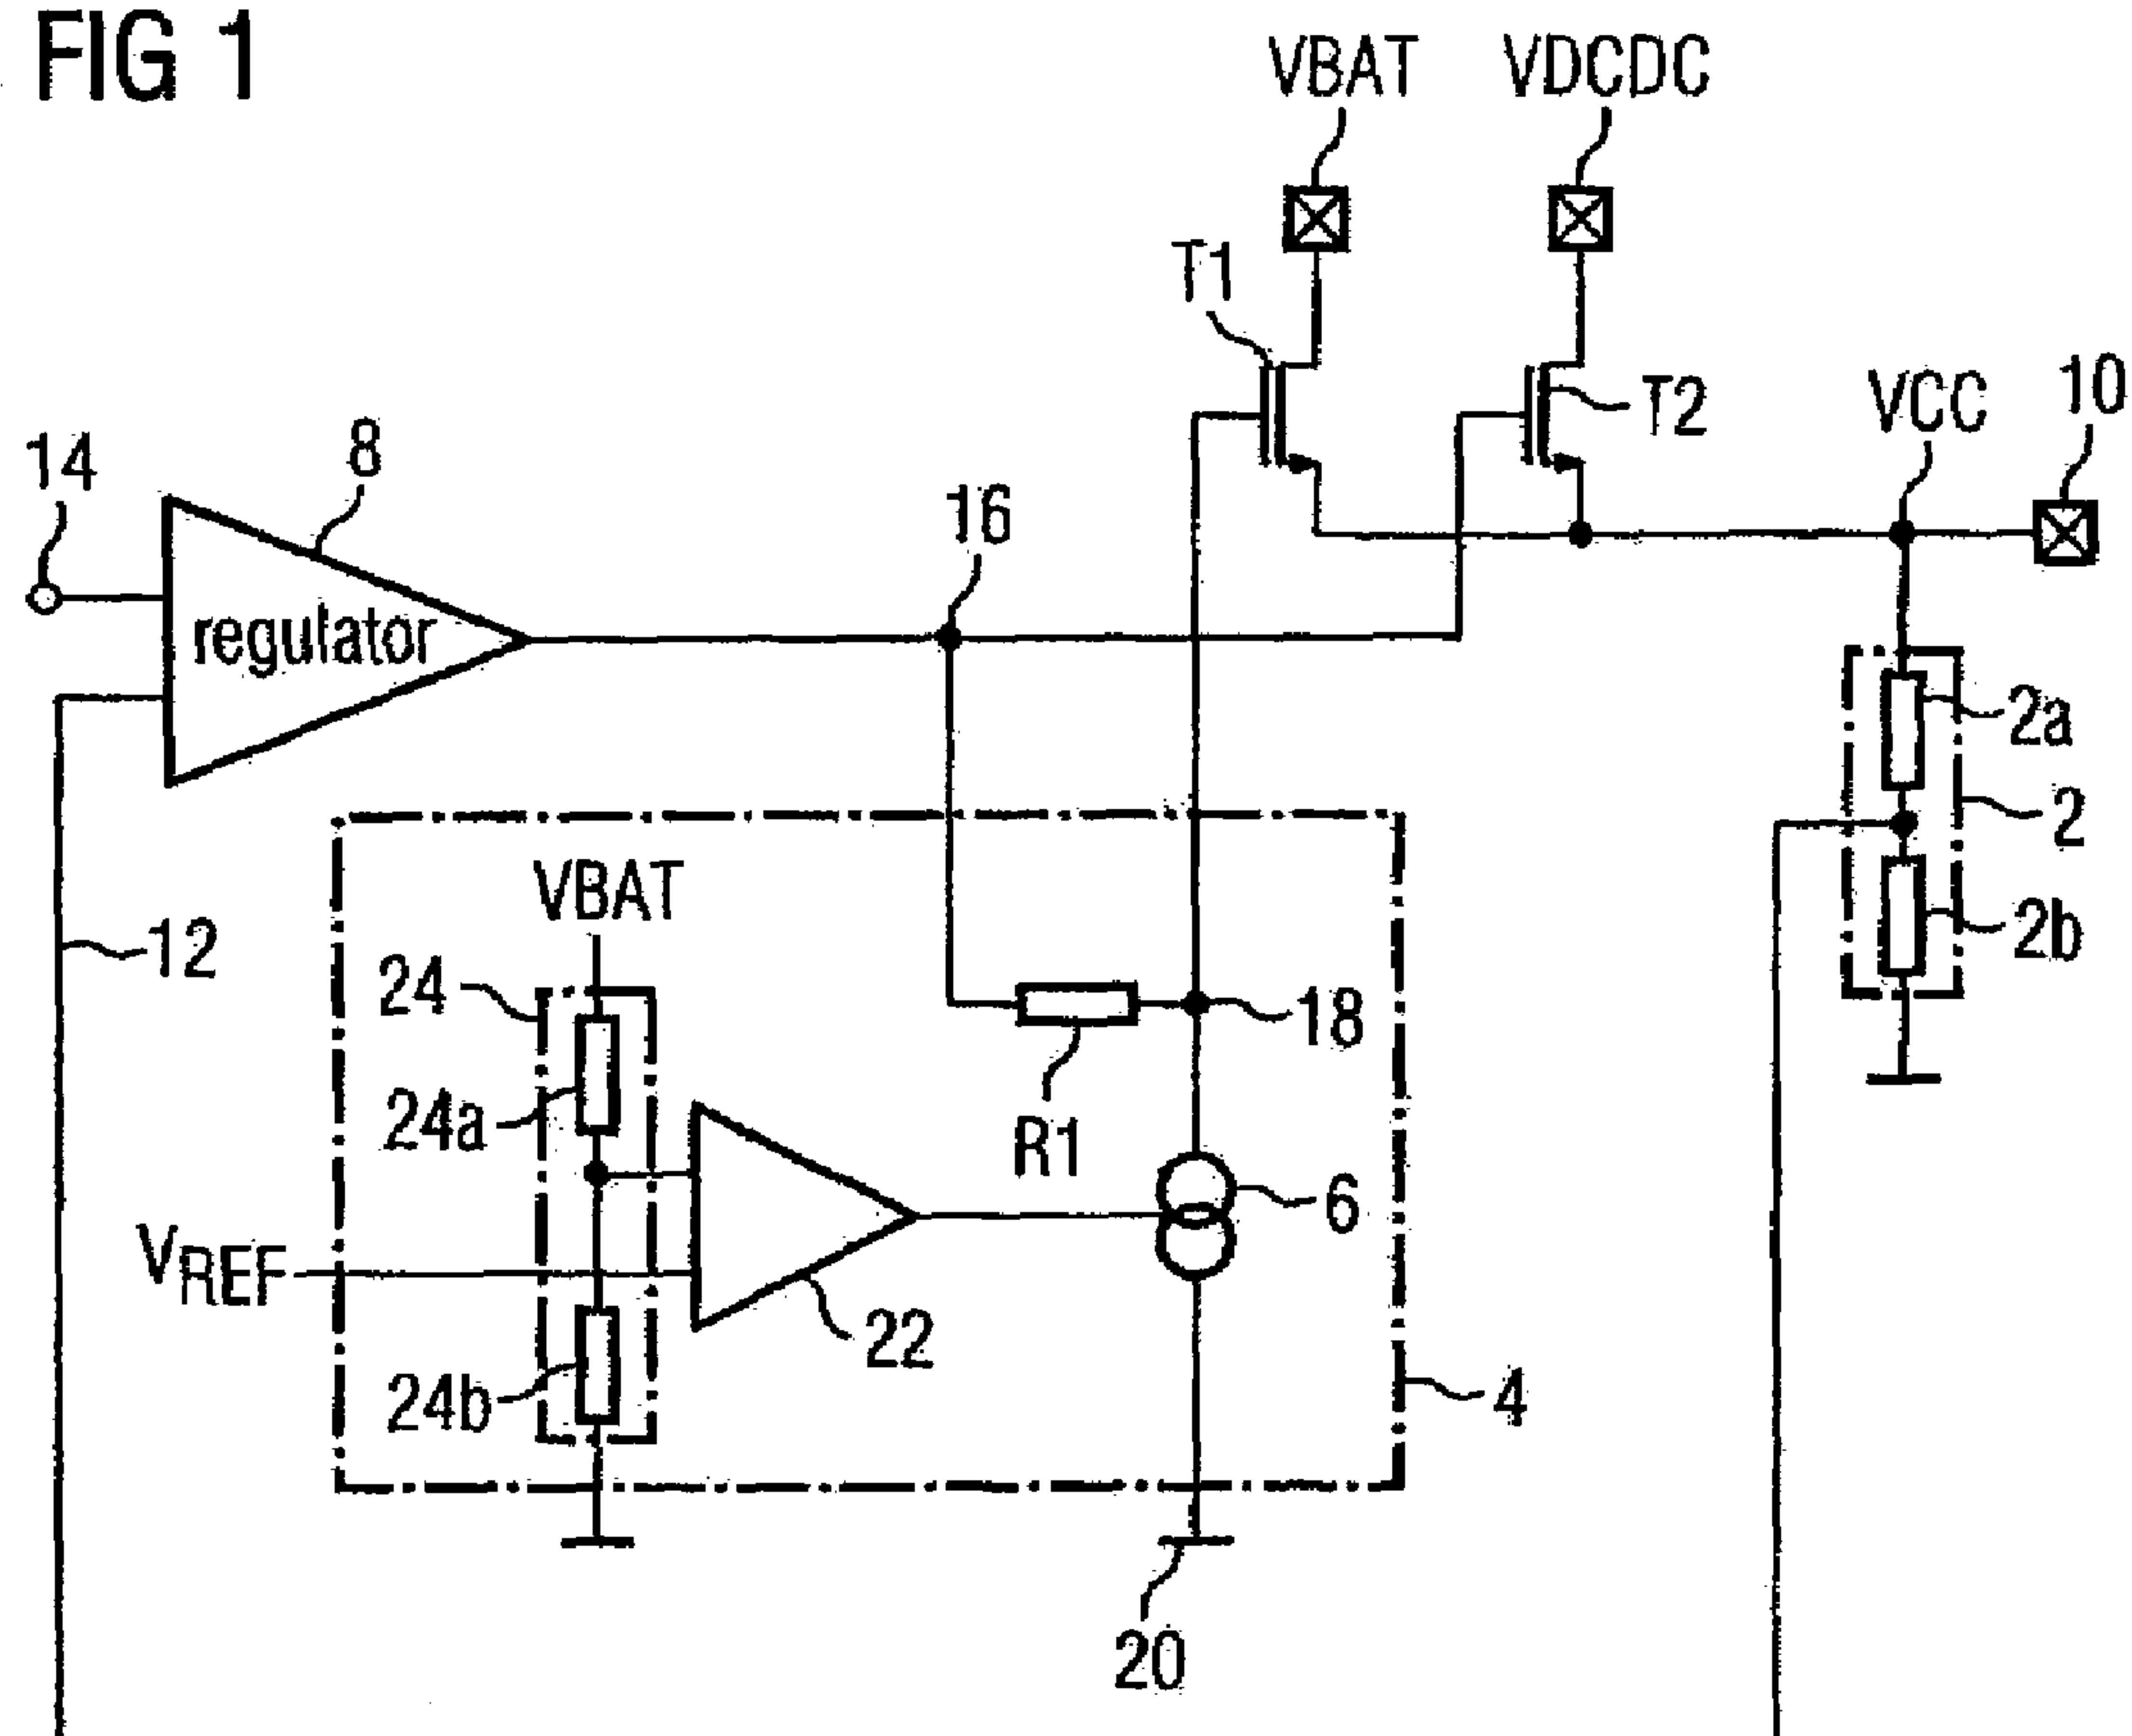 FIG 1
VBAT
VDCDC
T1
T2
VCC
10
14
8
regulator
16
2a
2
2b
12
VBAT
24
24a
18
R1
6
VREF
22
24b
4
20